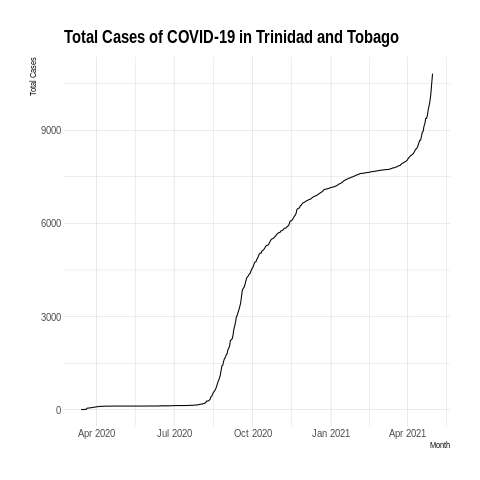 Total Cases of COVID-19 in Trinidad and Tobago
Total Cases
9000
6000
3000
0
Apr 2020 Jul 2020 Oct 2020 Jan 2021 Apr 2021
Month